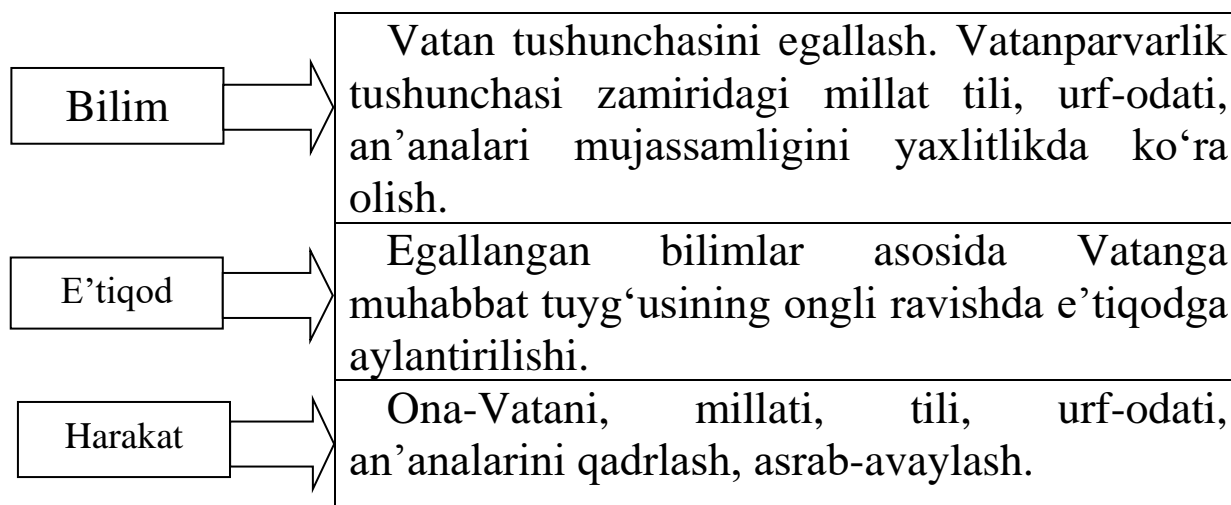 Bilim
Vatan tushunchasini egallash. Vatanparvarlik
tushunchasi zamiridagi millat tili, urf-odati,
an’analari mujassamligini yaxlitlikda ko‘ra
olish.
E’tiqod
Egallangan bilimlar asosida Vatanga
muhabbat tuyg‘usining ongli ravishda e’tiqodga
aylantirilishi.
Harakat
Ona-Vatani, millati, tili, urf-odati,
an’analarini qadrlash, asrab-avaylash.